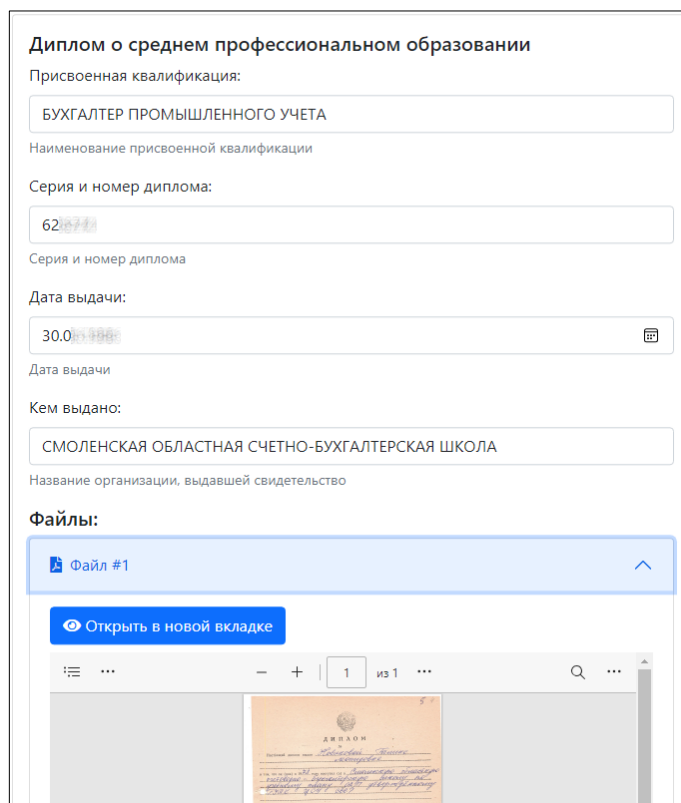 Диплом о среднем профессиональном образовании
Присвоенная квалификация:
БУХГАЛТЕР ПРОМЫШЛЕННОГО УЧЕТА
Наименование присвоенной квалификации
Серия и номер диплома:
62
Серия и номер диплома
Дата выдачи:
30.0
Дата выдачи
Кем выдано:
СМОЛЕНСКАЯ ОБЛАСТНАЯ СЧЕТНО-БУХГАЛТЕРСКАЯ ШКОЛА
Название организации, выдавшей свидетельство
Файлы:
Файл #1
Открыть в новой вкладке
1 из 1
ДИПЛОМ